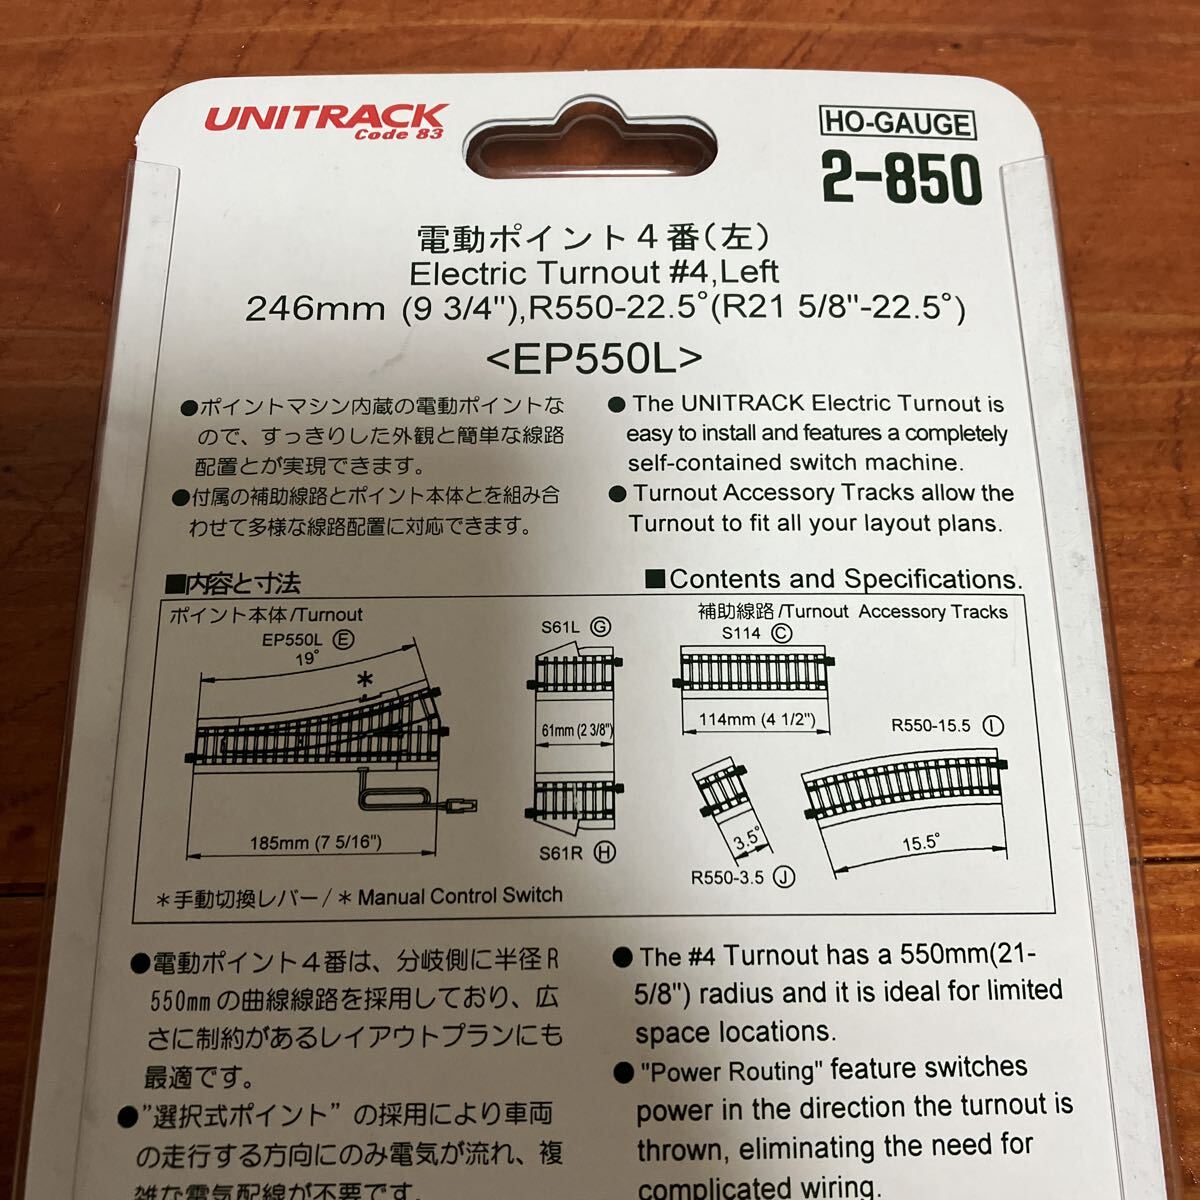 UNITRACK
Code 83
HO-GAUGE
2-850
電動ポイント４番(左)
Electric Turnout #4,Left
246mm (9 3/4"),R550-22.5°(R21 5/8"-22.5°)
<EP550L>
●ポイントマシン内蔵の電動ポイントな
ので、すっきりした外観と簡単な線路
配置とが実現できます。
●付属の補助線路とポイント本体とを組み合
わせて多様な線路配置に対応できます。
● The UNITRACK Electric Turnout is
easy to install and features a completely
self-contained switch machine.
● Turnout Accessory Tracks allow the
Turnout to fit all your layout plans.
■内容と寸法
■Contents and Specifications.
ポイント本体/Turnout
補助線路/Turnout Accessory Tracks
EP550L Ⓔ
19°
*
185mm (7 5/16")
S61L Ⓖ
61mm (2 3/8")
S61R Ⓗ
S114 Ⓒ
114mm (4 1/2")
R550-15.5 Ⓘ
15.5°
3.5°
R550-3.5 Ⓙ
＊手動切換レバー/＊Manual Control Switch
●電動ポイント４番は、分岐側に半径R
550mmの曲線線路を採用しており、広
さに制約があるレイアウトプランにも
最適です。
●"選択式ポイント" の採用により車両
の走行する方向にのみ電気が流れ、複
雑な電気配線が不要です。
● The #4 Turnout has a 550mm(21-
5/8") radius and it is ideal for limited
space locations.
● "Power Routing" feature switches
power in the direction the turnout is
thrown, eliminating the need for
complicated wiring.